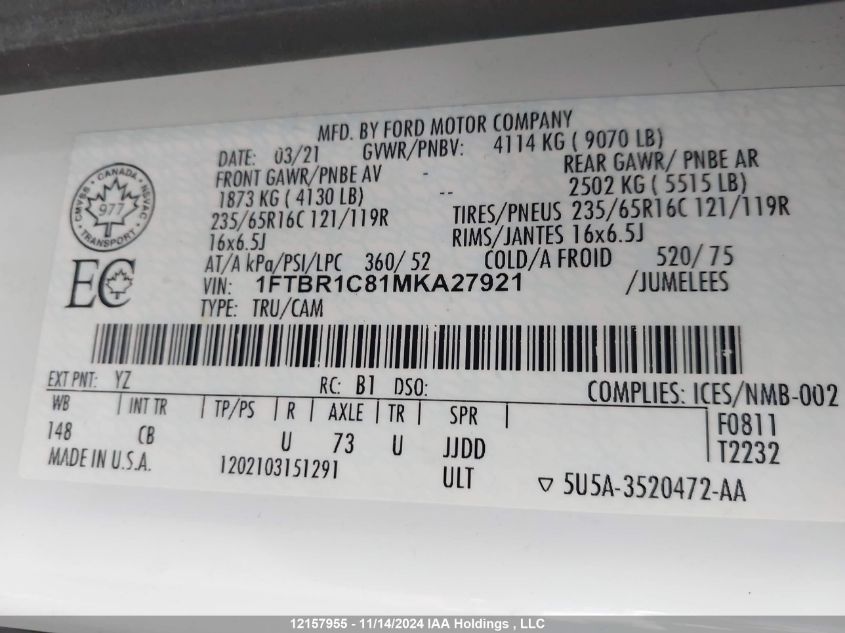 MFD. BY FORD MOTOR COMPANY
DATE: 03/21 GVWR/PNBV: 4114 KG ( 9070 LB)
FRONT GAWR/PNBE AV - REAR GAWR/ PNBE AR
1873 KG ( 4130 LB) -- 2502 KG ( 5515 LB)
235/65R16C 121/119R TIRES/PNEUS 235/65R16C 121/119R
16x6.5J RIMS/JANTES 16x6.5J
AT/A kPa/PSI/LPC 360/ 52 COLD/A FROID 520/ 75
VIN: 1FTBR1C81MKA27921 /JUMELEES
TYPE: TRU/CAM
CMVSS - CANADA - NSVAC
977
TRANSPORT
EC
EXT PNT: YZ RC: B1 DSO: COMPLIES: ICES/NMB-002
WB | INT TR | TP/PS | R | AXLE | TR | SPR | F0811
148 CB U 73 U JJDD T2232
MADE IN U.S.A. 1202103151291 ULT ▽ 5U5A-3520472-AA
12157955 - 11/14/2024 IAA Holdings , LLC